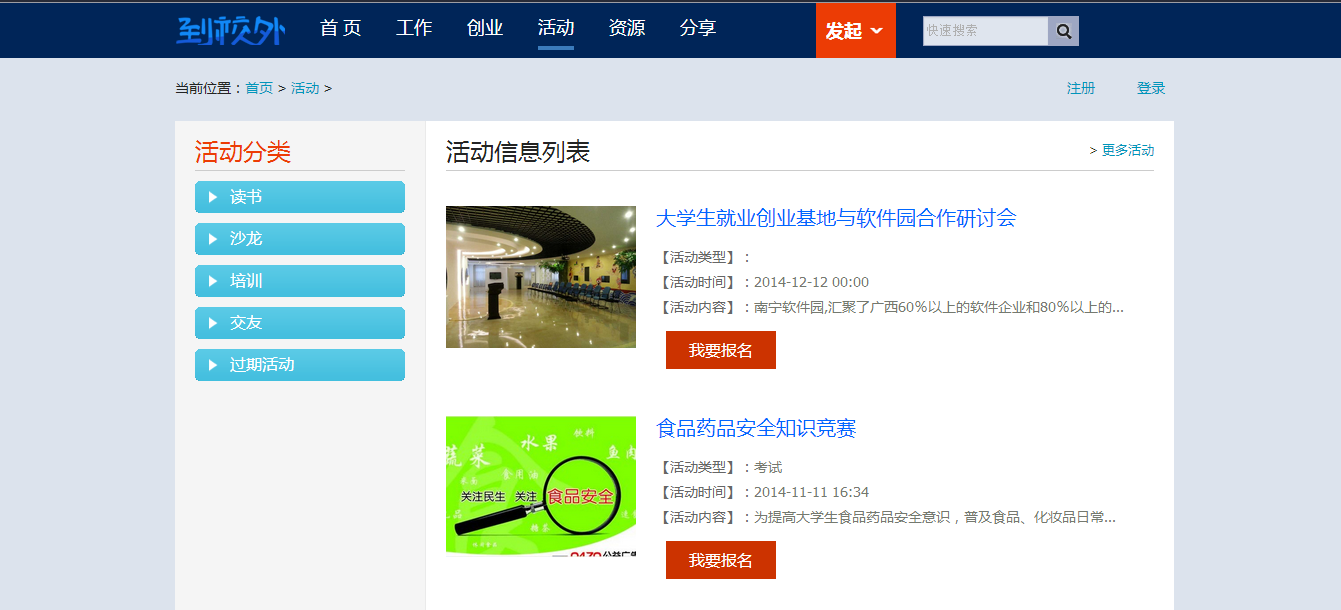 到校外
首 页
工作
创业
活动
资源
分享
发起
快速搜索
当前位置：首页 > 活动 >
注册
登录
活动分类
读书
沙龙
培训
交友
过期活动
活动信息列表
> 更多活动
大学生就业创业基地与软件园合作研讨会
【活动类型】：
【活动时间】：2014-12-12 00:00
【活动内容】：南宁软件园,汇聚了广西60%以上的软件企业和80%以上的...
我要报名
饮料
水果
蔬菜
鱼肉
食用油
关注民生 关注 食品安全
公益广告
食品药品安全知识竞赛
【活动类型】：考试
【活动时间】：2014-11-11 16:34
【活动内容】：为提高大学生食品药品安全意识，普及食品、化妆品日常...
我要报名